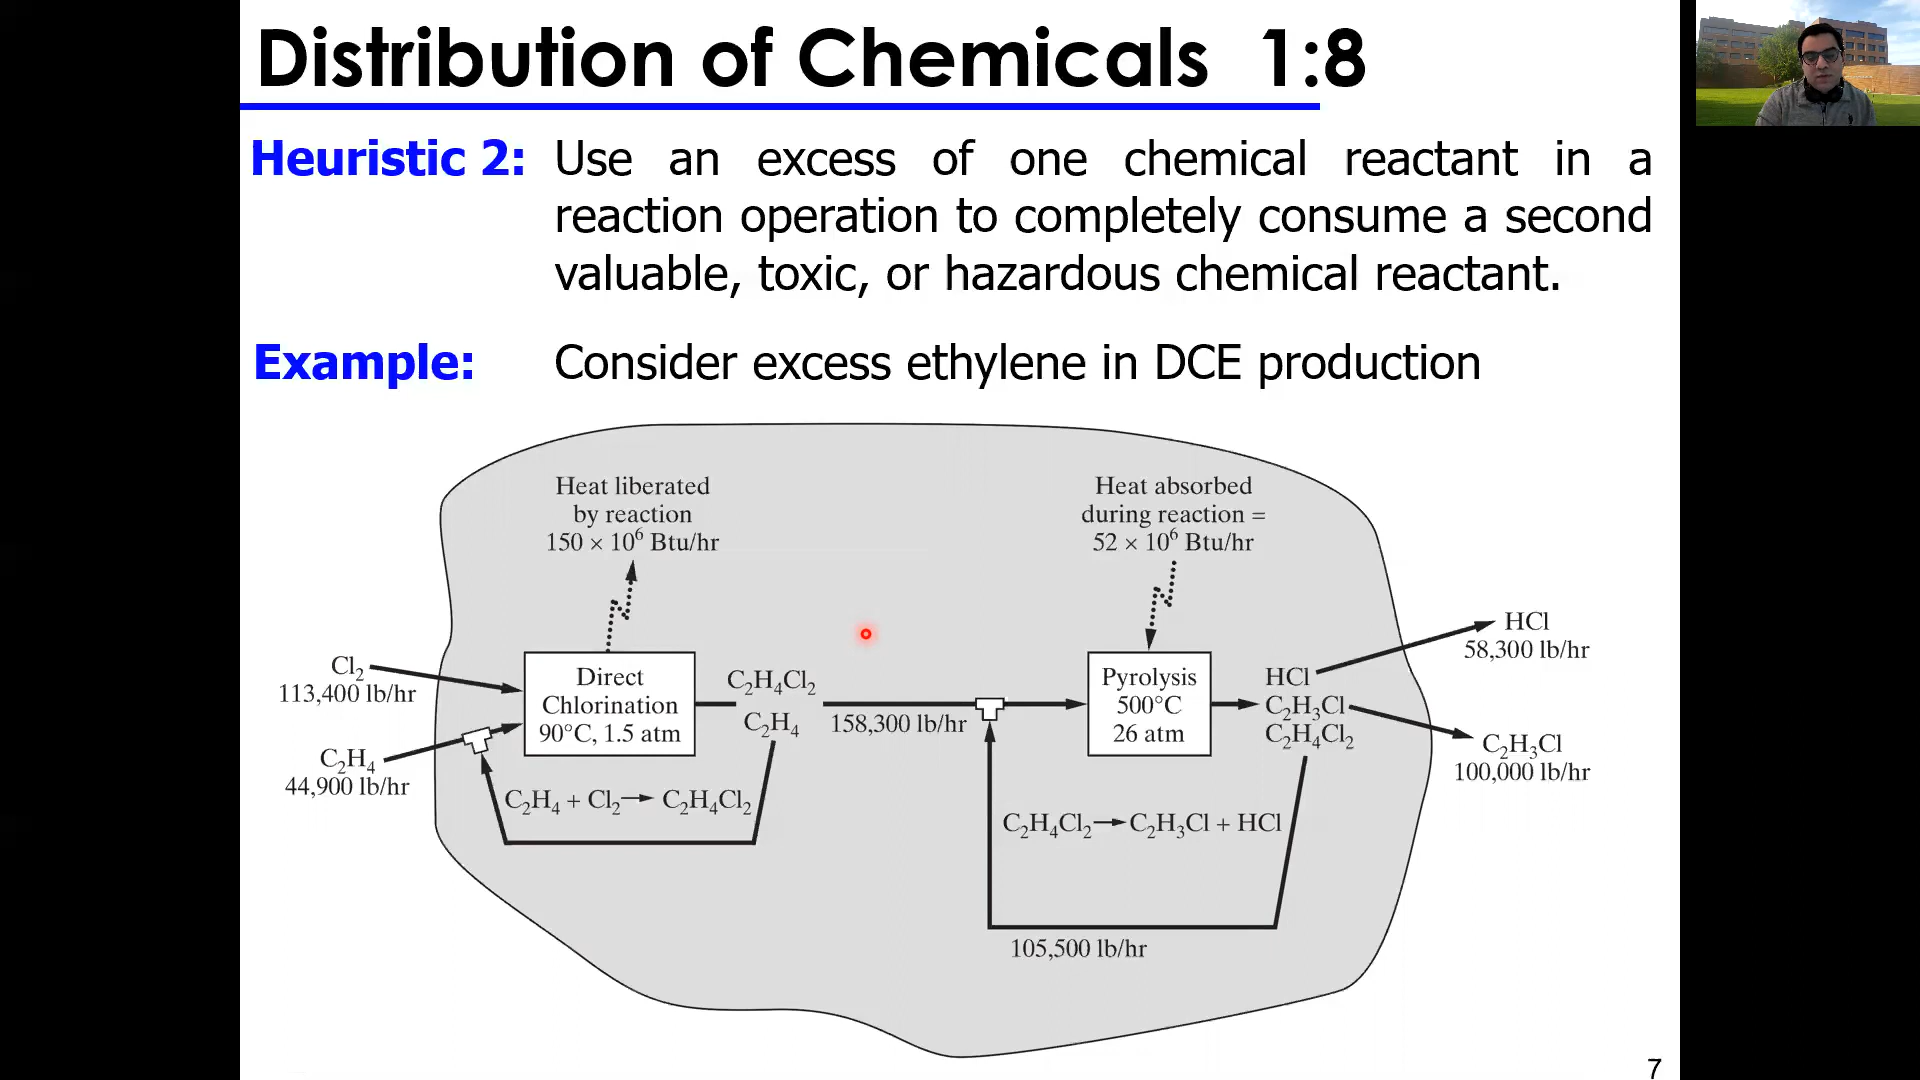 Distribution of Chemicals 1:8
Heuristic 2: Use an excess of one chemical reactant in a
reaction operation to completely consume a second
valuable, toxic, or hazardous chemical reactant.
Example: Consider excess ethylene in DCE production
Heat liberated
by reaction
150 × 10⁶ Btu/hr
Heat absorbed
during reaction =
52 × 10⁶ Btu/hr
Cl₂
113,400 lb/hr
C₂H₄
44,900 lb/hr
Direct
Chlorination
90°C, 1.5 atm
C₂H₄Cl₂
C₂H₄
158,300 lb/hr
C₂H₄ + Cl₂→ C₂H₄Cl₂
Pyrolysis
500°C
26 atm
HCl
C₂H₃Cl
C₂H₄Cl₂
C₂H₄Cl₂→C₂H₃Cl + HCl
105,500 lb/hr
HCl
58,300 lb/hr
C₂H₃Cl
100,000 lb/hr
7